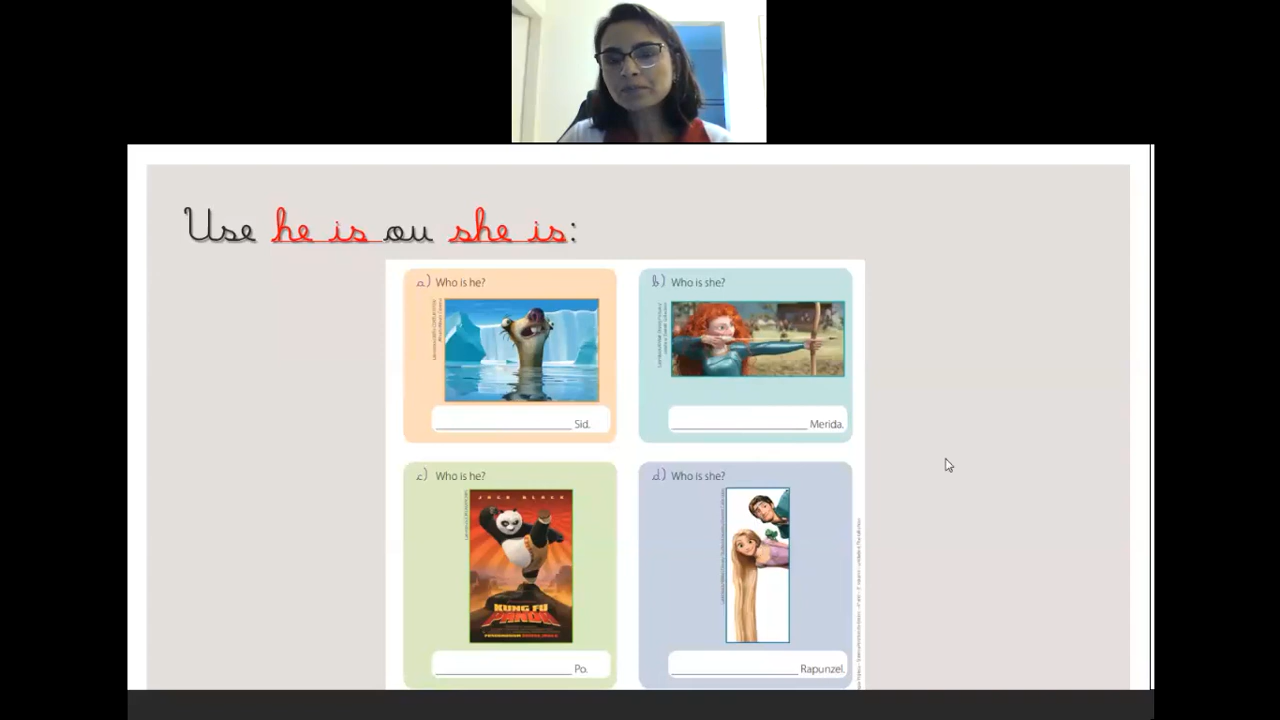 Use he is ou she is:
a) Who is he?
Sid.
b) Who is she?
Merida.
c) Who is he?
JACK BLACK
KUNG FU
PANDA
Po.
d) Who is she?
Rapunzel.